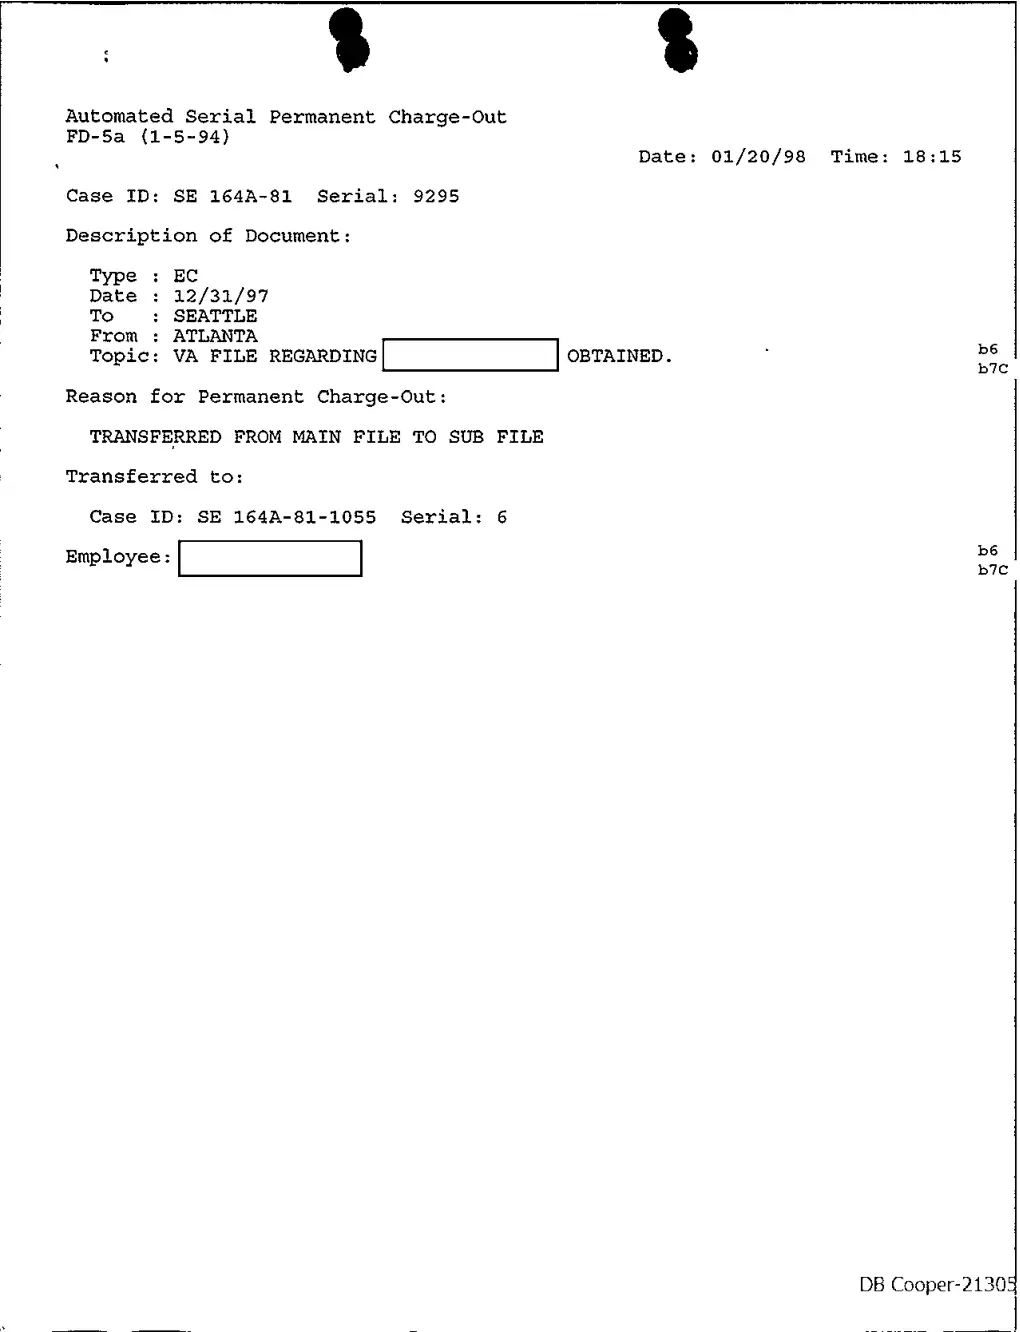 Automated Serial Permanent Charge-Out
FD-5a (1-5-94)
Date: 01/20/98 Time: 18:15
Case ID: SE 164A-81 Serial: 9295
Description of Document:
Type : EC
Date : 12/31/97
To : SEATTLE
From : ATLANTA
Topic: VA FILE REGARDING OBTAINED.
b6
b7C
Reason for Permanent Charge-Out:
TRANSFERRED FROM MAIN FILE TO SUB FILE
Transferred to:
Case ID: SE 164A-81-1055 Serial: 6
Employee:
b6
b7C
DB Cooper-21305